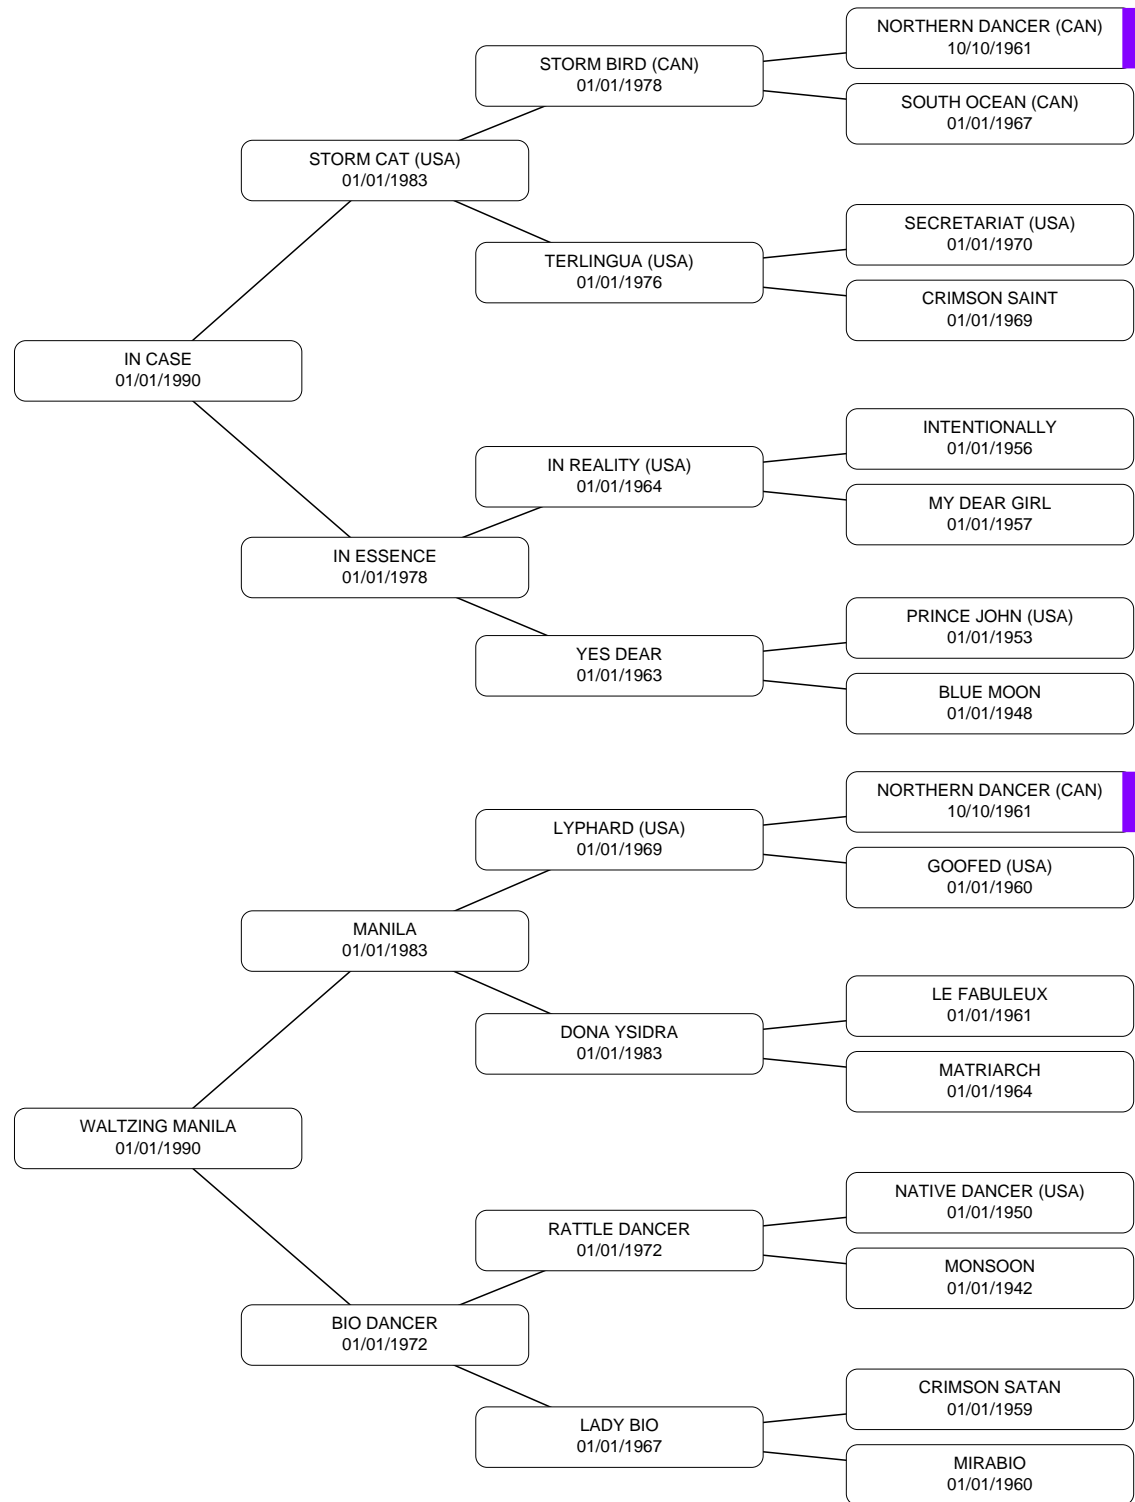 NORTHERN DANCER (CAN)
10/10/1961
STORM BIRD (CAN)
01/01/1978
SOUTH OCEAN (CAN)
01/01/1967
STORM CAT (USA)
01/01/1983
SECRETARIAT (USA)
01/01/1970
TERLINGUA (USA)
01/01/1976
CRIMSON SAINT
01/01/1969
IN CASE
01/01/1990
INTENTIONALLY
01/01/1956
IN REALITY (USA)
01/01/1964
MY DEAR GIRL
01/01/1957
IN ESSENCE
01/01/1978
PRINCE JOHN (USA)
01/01/1953
YES DEAR
01/01/1963
BLUE MOON
01/01/1948
NORTHERN DANCER (CAN)
10/10/1961
LYPHARD (USA)
01/01/1969
GOOFED (USA)
01/01/1960
MANILA
01/01/1983
LE FABULEUX
01/01/1961
DONA YSIDRA
01/01/1983
MATRIARCH
01/01/1964
WALTZING MANILA
01/01/1990
NATIVE DANCER (USA)
01/01/1950
RATTLE DANCER
01/01/1972
MONSOON
01/01/1942
BIO DANCER
01/01/1972
CRIMSON SATAN
01/01/1959
LADY BIO
01/01/1967
MIRABIO
01/01/1960